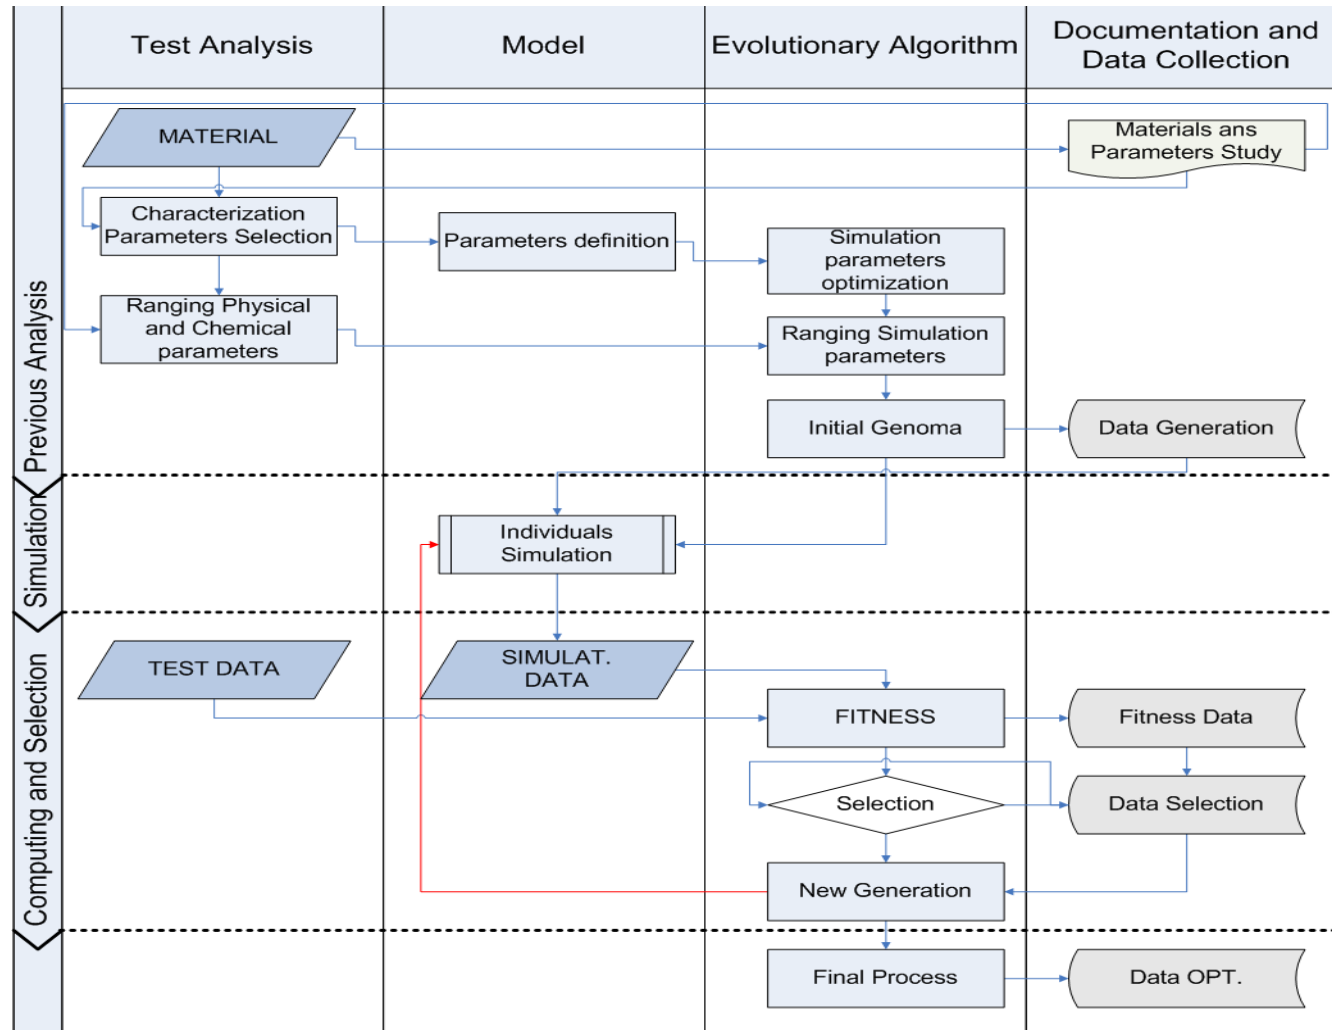 Test Analysis
Model
Evolutionary Algorithm
Documentation and
Data Collection
Previous Analysis
MATERIAL
Materials ans
Parameters Study
Characterization
Parameters Selection
Parameters definition
Simulation
parameters
optimization
Ranging Physical
and Chemical
parameters
Ranging Simulation
parameters
Initial Genoma
Data Generation
Simulation
Individuals
Simulation
Computing and Selection
TEST DATA
SIMULAT.
DATA
FITNESS
Fitness Data
Selection
Data Selection
New Generation
Final Process
Data OPT.